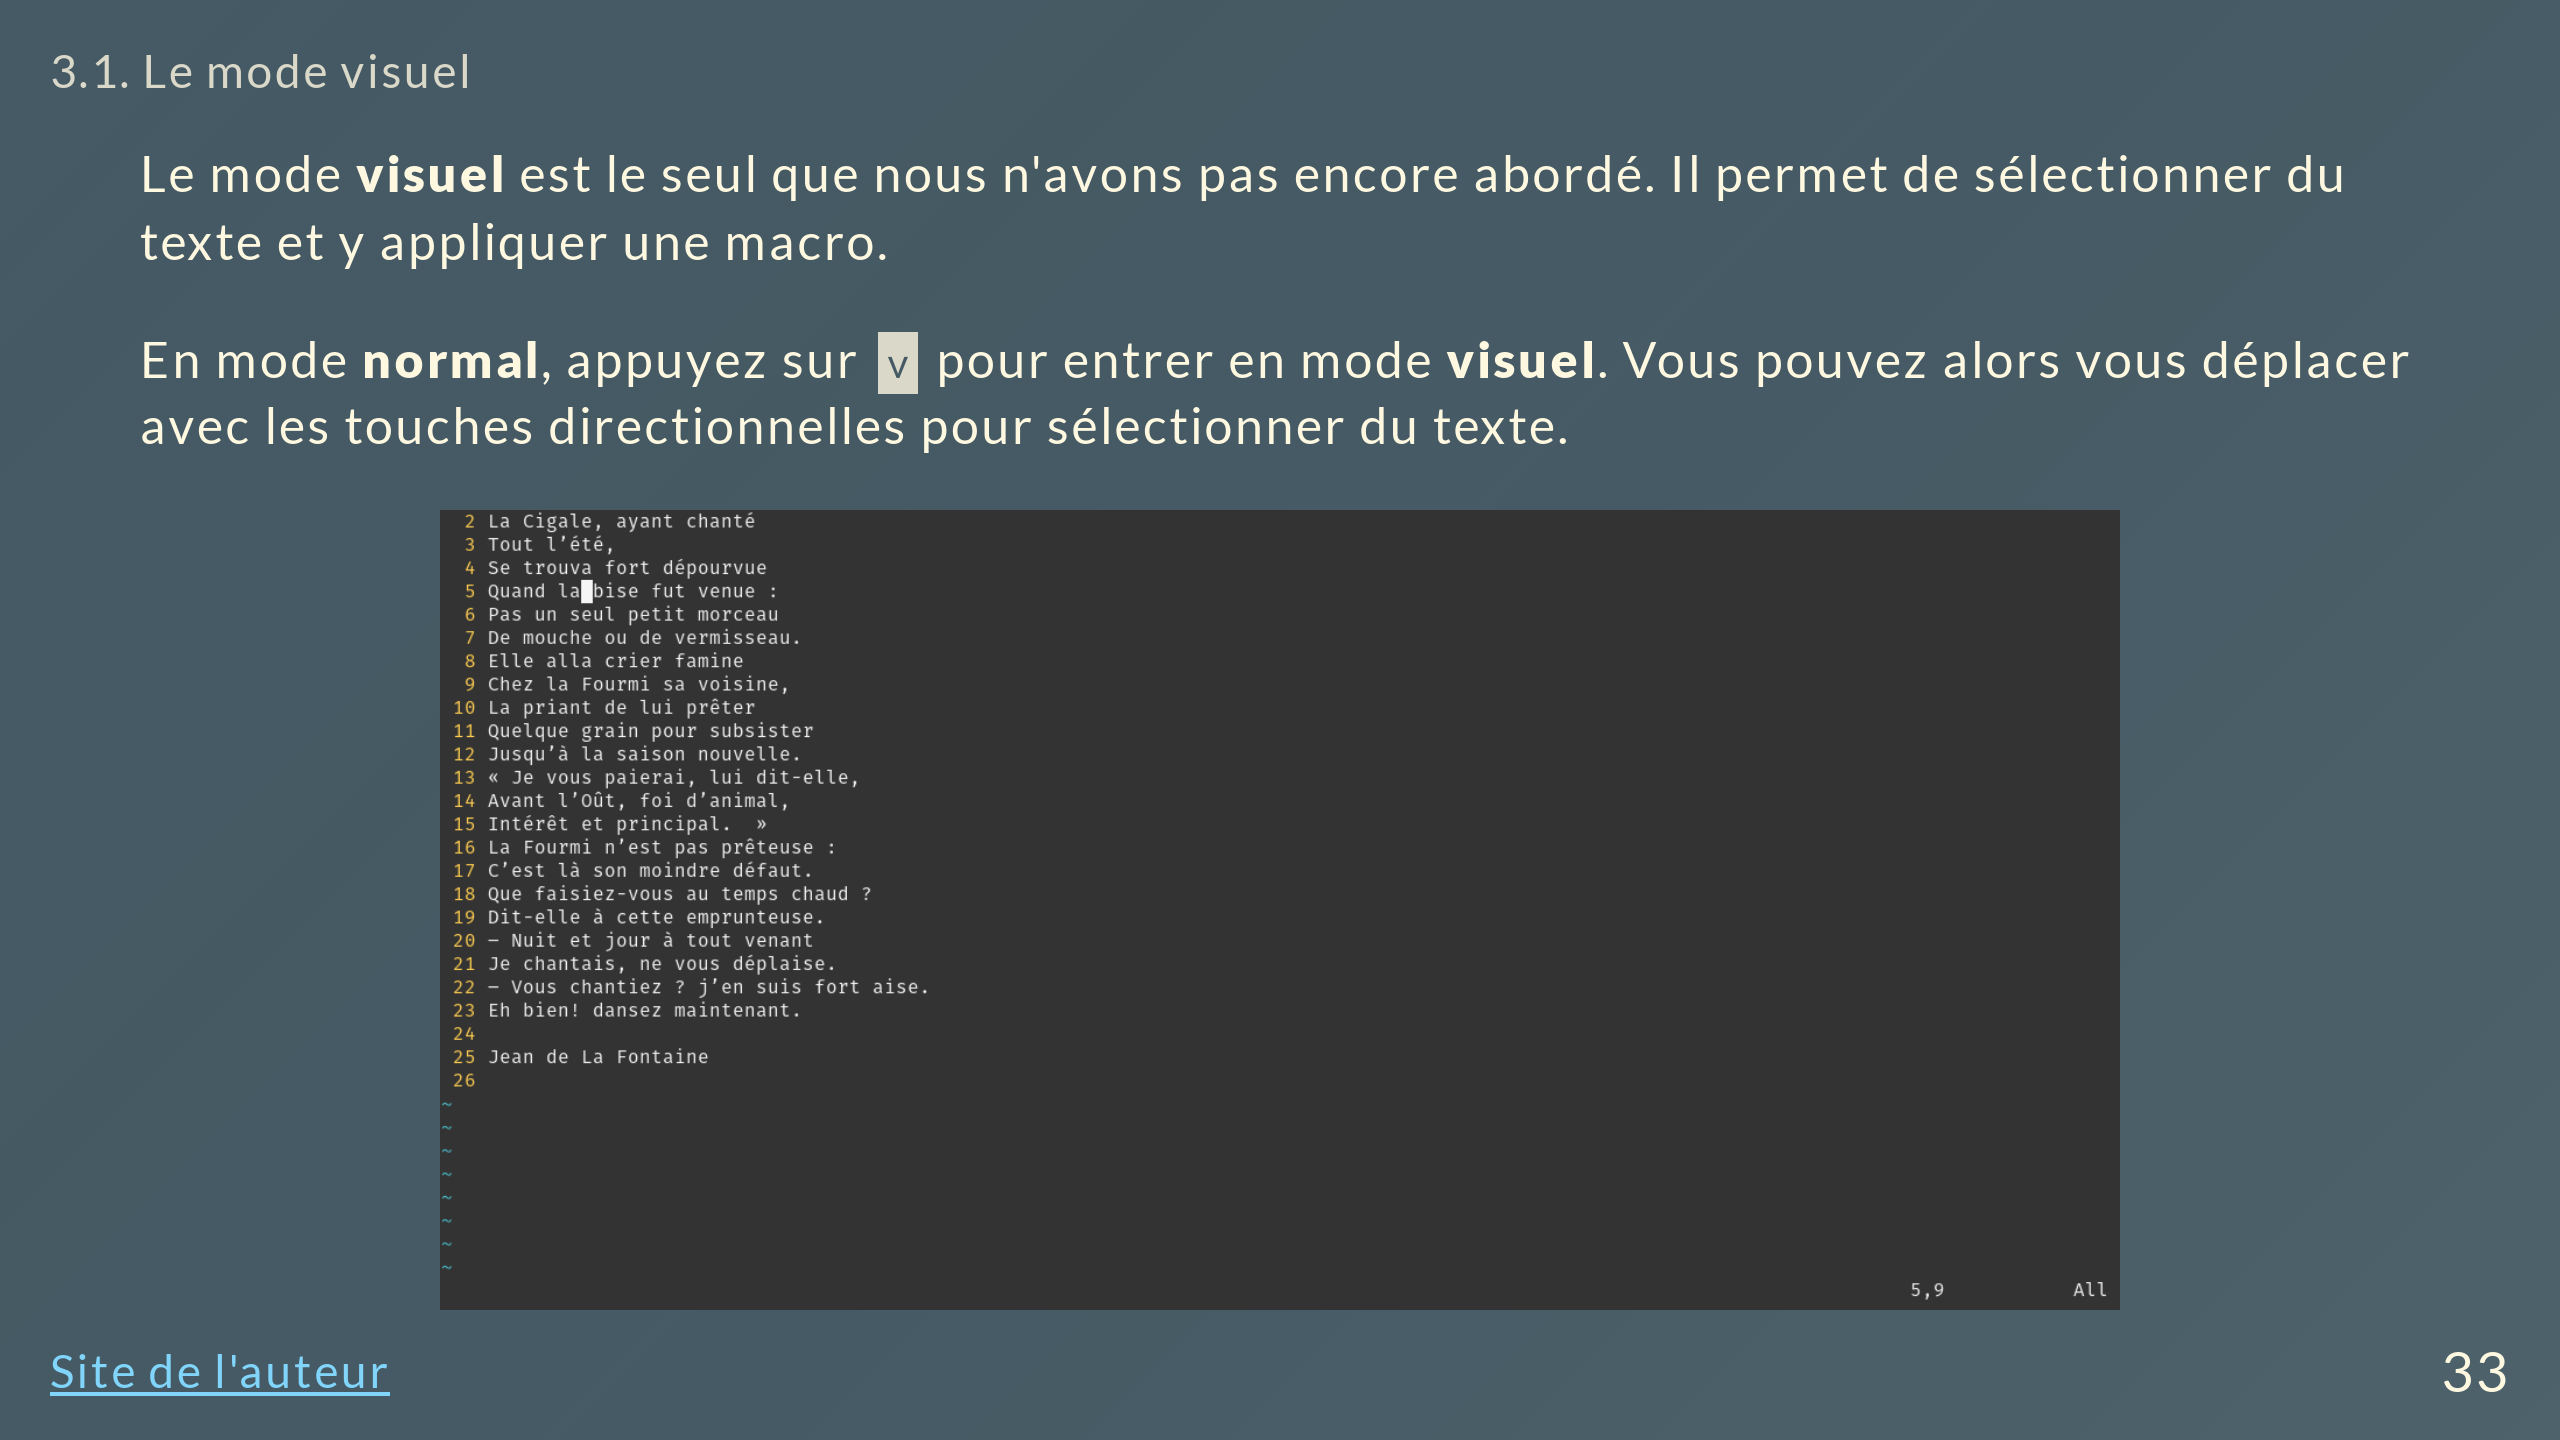 3.1. Le mode visuel
Le mode visuel est le seul que nous n'avons pas encore abordé. Il permet de sélectionner du
texte et y appliquer une macro.
En mode normal, appuyez sur v pour entrer en mode visuel. Vous pouvez alors vous déplacer
avec les touches directionnelles pour sélectionner du texte.
2 La Cigale, ayant chanté
3 Tout l’été,
4 Se trouva fort dépourvue
5 Quand la bise fut venue :
6 Pas un seul petit morceau
7 De mouche ou de vermisseau.
8 Elle alla crier famine
9 Chez la Fourmi sa voisine,
10 La priant de lui prêter
11 Quelque grain pour subsister
12 Jusqu’à la saison nouvelle.
13 « Je vous paierai, lui dit-elle,
14 Avant l’Oût, foi d’animal,
15 Intérêt et principal.  »
16 La Fourmi n’est pas prêteuse :
17 C’est là son moindre défaut.
18 Que faisiez-vous au temps chaud ?
19 Dit-elle à cette emprunteuse.
20 — Nuit et jour à tout venant
21 Je chantais, ne vous déplaise.
22 — Vous chantiez ? j’en suis fort aise.
23 Eh bien! dansez maintenant.
24
25 Jean de La Fontaine
26
~
~
~
~
~
~
~
~
5,9 All
Site de l'auteur
33